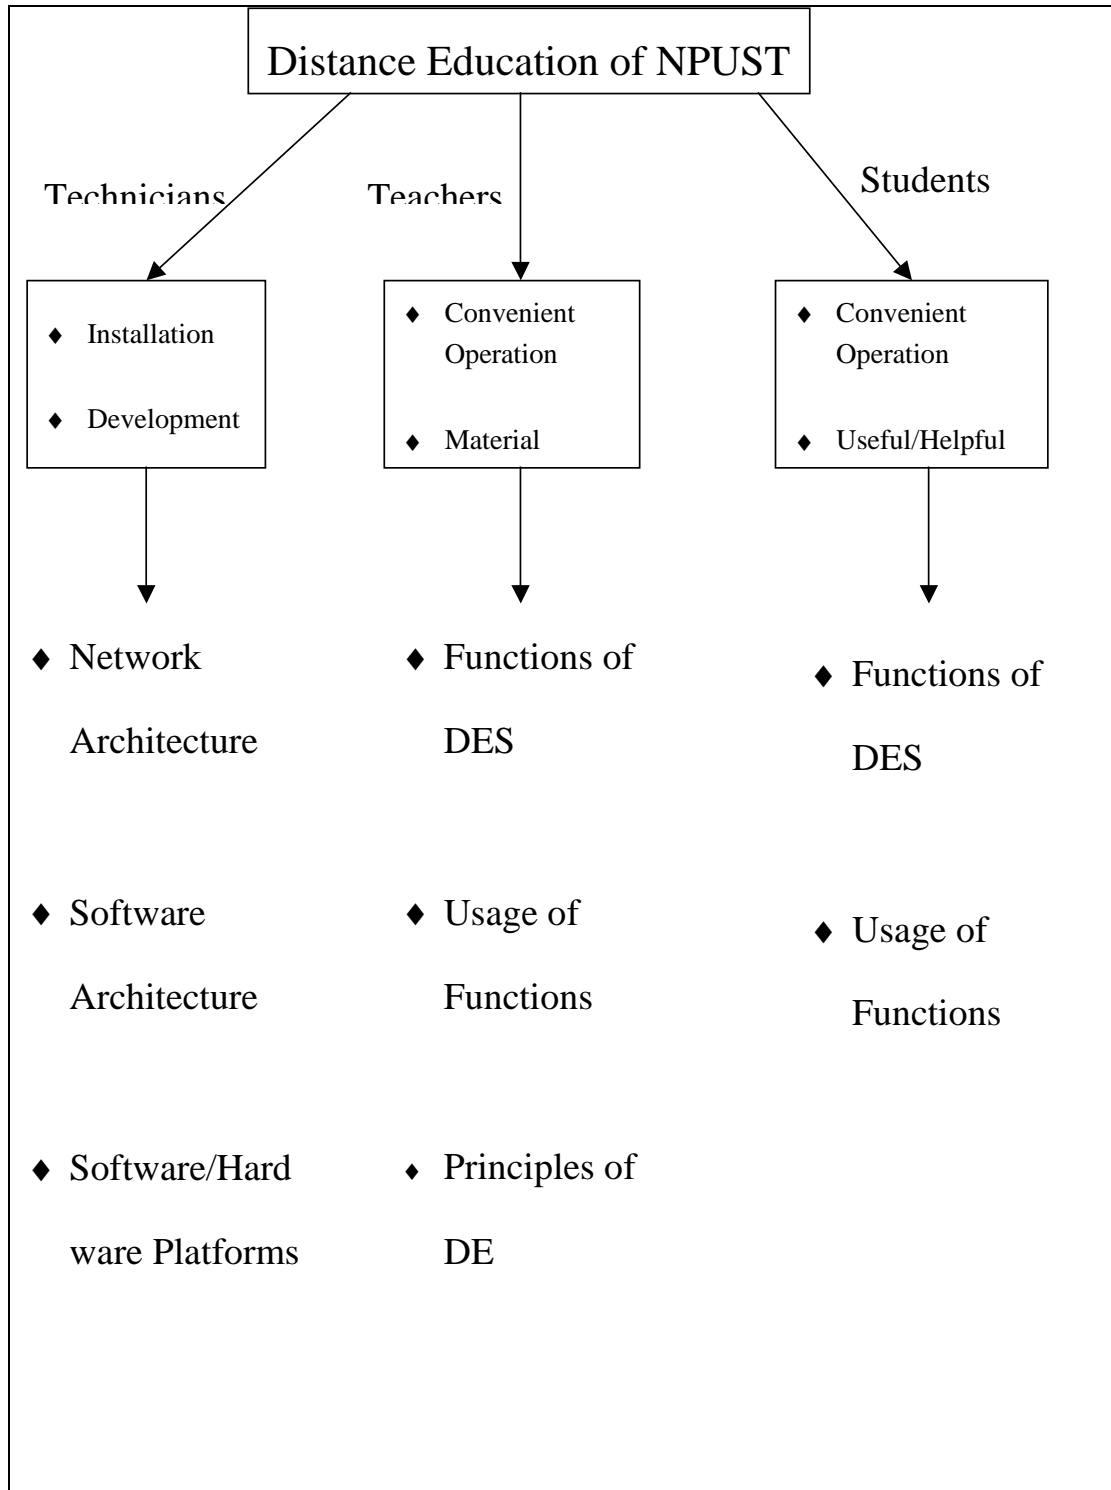 Distance Education of NPUST
Technicians
Teachers
Students
♦ Installation
♦ Development
♦ Convenient
Operation
♦ Material
♦ Convenient
Operation
♦ Useful/Helpful
♦ Network
Architecture
♦ Software
Architecture
♦ Software/Hard
ware Platforms
♦ Functions of
DES
♦ Usage of
Functions
♦ Principles of
DE
♦ Functions of
DES
♦ Usage of
Functions